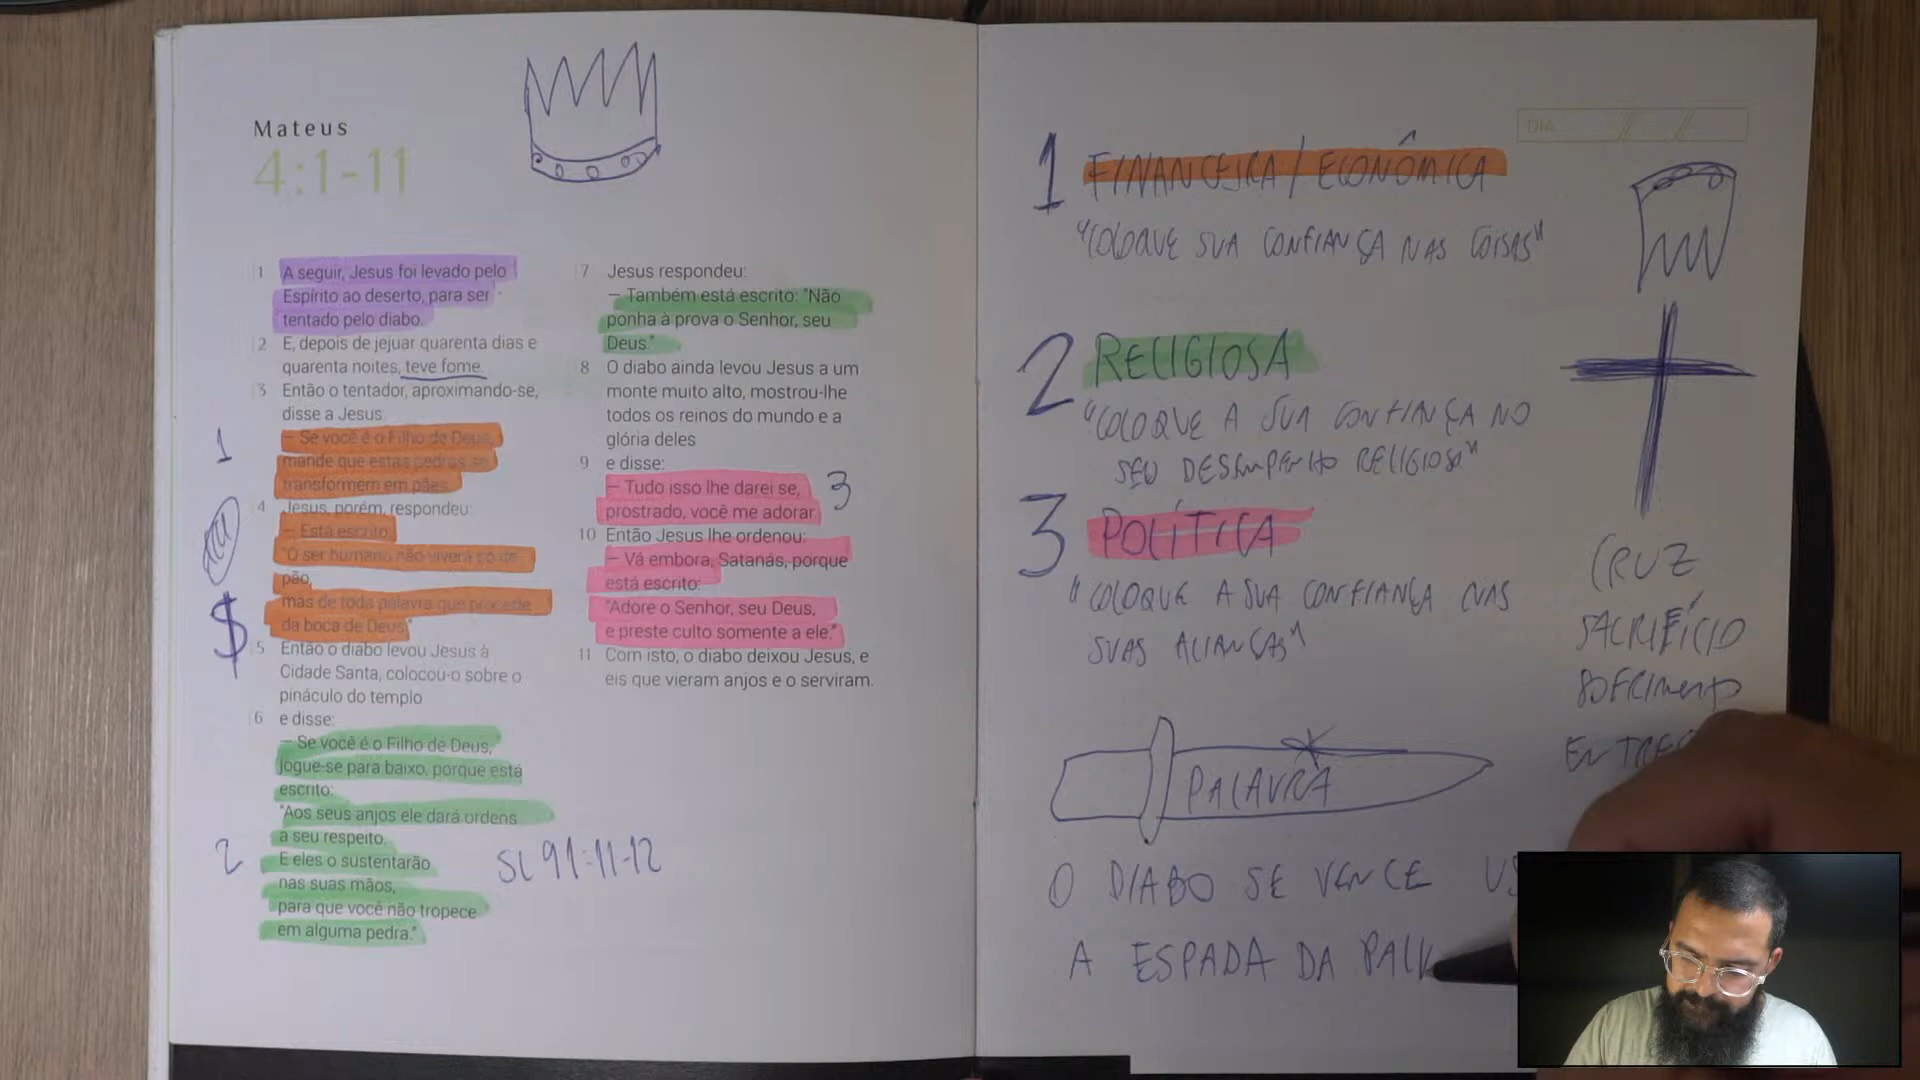 Mateus
4:1-11
1 A seguir, Jesus foi levado pelo
Espírito ao deserto, para ser
tentado pelo diabo.
2 E, depois de jejuar quarenta dias e
quarenta noites, teve fome.
3 Então o tentador, aproximando-se,
disse a Jesus:
1
— Se você é o Filho de Deus,
mande que estas pedras se
transformem em pães.
4 Jesus, porém, respondeu:
— Está escrito:
"O ser humano não viverá só de
pão,
mas de toda palavra que procede
da boca de Deus."
$
5 Então o diabo levou Jesus à
Cidade Santa, colocou-o sobre o
pináculo do templo
6 e disse:
— Se você é o Filho de Deus,
jogue-se para baixo, porque está
escrito:
"Aos seus anjos ele dará ordens
a seu respeito.
2 E eles o sustentarão
nas suas mãos,
para que você não tropece
em alguma pedra."
SL 91:11-12
7 Jesus respondeu:
— Também está escrito: "Não
ponha à prova o Senhor, seu
Deus."
8 O diabo ainda levou Jesus a um
monte muito alto, mostrou-lhe
todos os reinos do mundo e a
glória deles
9 e disse:
— Tudo isso lhe darei se, 3
prostrado, você me adorar.
10 Então Jesus lhe ordenou:
— Vá embora, Satanás, porque
está escrito:
"Adore o Senhor, seu Deus,
e preste culto somente a ele."
11 Com isto, o diabo deixou Jesus, e
eis que vieram anjos e o serviram.
DIA
1 FINANCEIRA / ECONÔMICA
"COLOQUE SUA CONFIANÇA NAS COISAS"
2 RELIGIOSA
"COLOQUE A SUA CONFIANÇA NO
SEU DESEMPENHO RELIGIOSO"
3 POLÍTICA
"COLOQUE A SUA CONFIANÇA NAS
SUAS ALIANÇAS"
PALAVRA
O DIABO SE VENCE US
A ESPADA DA PALA
CRUZ
SACRIFÍCIO
SOFRIMENTO
ENTREG